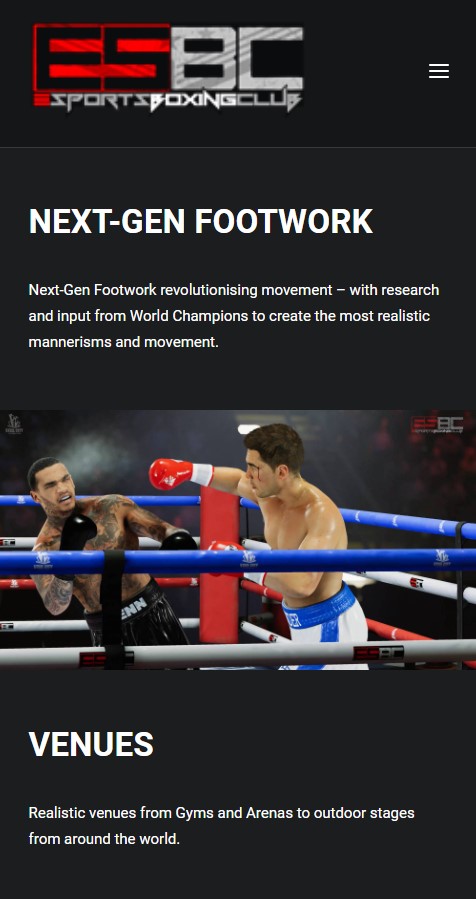 ESBC
ESPORTSBOXINGCLUB
NEXT-GEN FOOTWORK
Next-Gen Footwork revolutionising movement – with research
and input from World Champions to create the most realistic
mannerisms and movement.
ESBC
ENN
VENUES
Realistic venues from Gyms and Arenas to outdoor stages
from around the world.